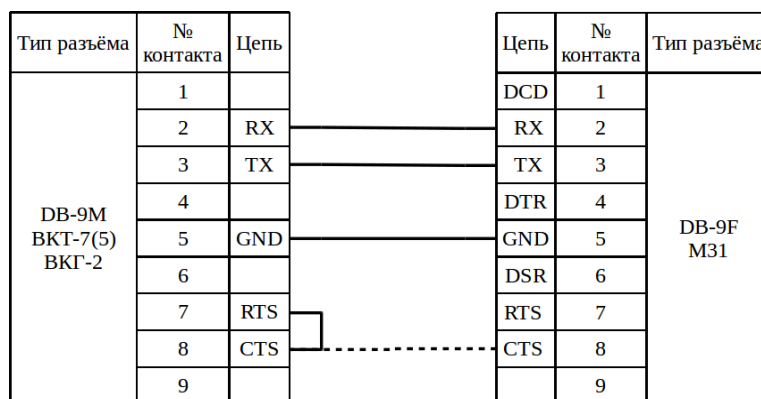 Тип разъёма № контакта Цепь Цепь № контакта Тип разъёма
1 DCD 1
2 RX RX 2
3 TX TX 3
4 DTR 4
DB-9M
ВКТ-7(5)
ВКГ-2
5 GND GND 5
DB-9F
M31
6 DSR 6
7 RTS RTS 7
8 CTS CTS 8
9 9